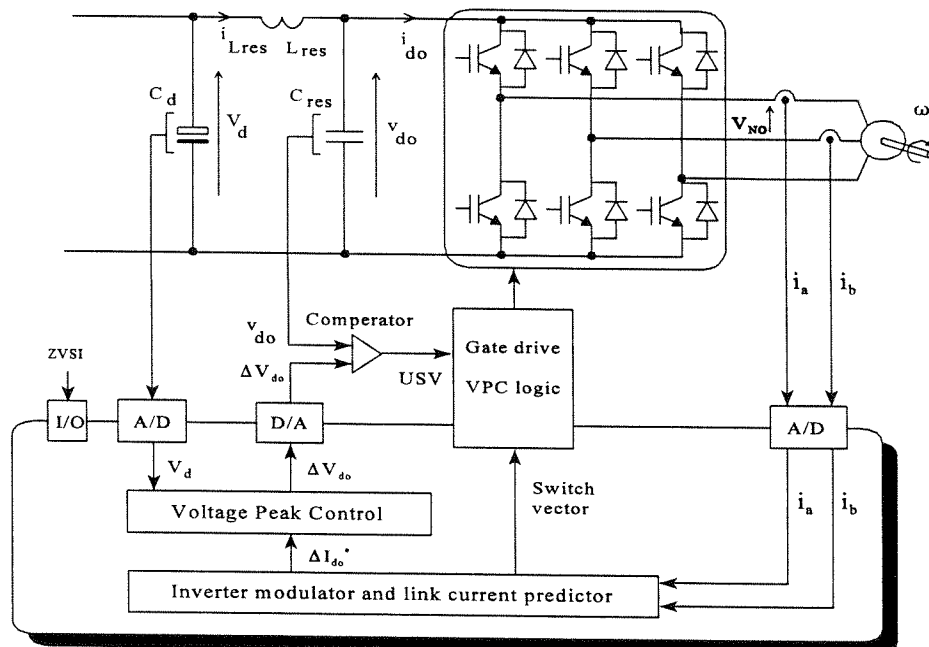 i Lres
L res
i do
C d
V d
C res
v do
V NO
ω
i a
i b
Comperator
v do
ΔV do
USV
Gate drive
VPC logic
ZVSI
I/O
A/D
D/A
A/D
V d
ΔV do
Switch
vector
i a
i b
Voltage Peak Control
ΔI do*
Inverter modulator and link current predictor